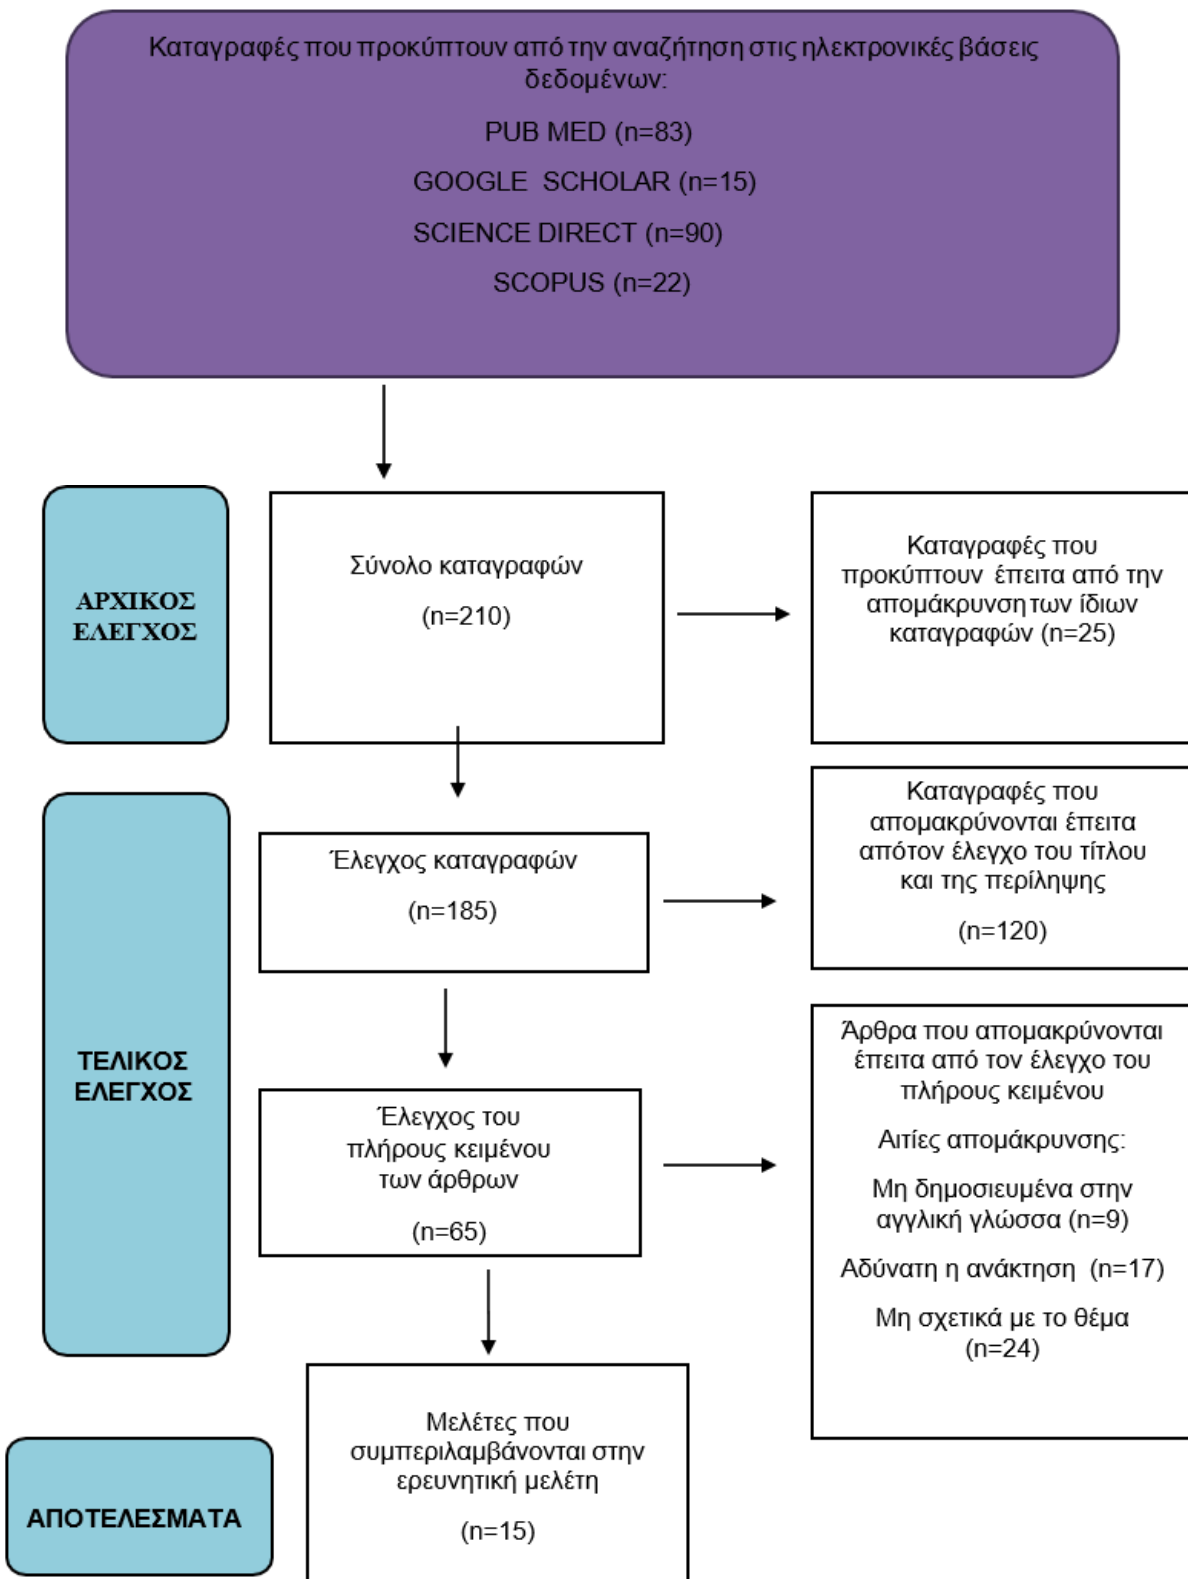 Καταγραφές που προκύπτουν από την αναζήτηση στις ηλεκτρονικές βάσεις
δεδομένων:
PUB MED (n=83)
GOOGLE SCHOLAR (n=15)
SCIENCE DIRECT (n=90)
SCOPUS (n=22)
ΑΡΧΙΚΟΣ
ΕΛΕΓΧΟΣ
Σύνολο καταγραφών
(n=210)
Καταγραφές που
προκύπτουν έπειτα από την
απομάκρυνση των ίδιων
καταγραφών (n=25)
ΤΕΛΙΚΟΣ
ΕΛΕΓΧΟΣ
Έλεγχος καταγραφών
(n=185)
Καταγραφές που
απομακρύνονται έπειτα
απότον έλεγχο του τίτλου
και της περίληψης
(n=120)
Έλεγχος του
πλήρους κειμένου
των άρθρων
(n=65)
Άρθρα που απομακρύνονται
έπειτα από τον έλεγχο του
πλήρους κειμένου
Αιτίες απομάκρυνσης:
Μη δημοσιευμένα στην
αγγλική γλώσσα (n=9)
Αδύνατη η ανάκτηση (n=17)
Μη σχετικά με το θέμα
(n=24)
ΑΠΟΤΕΛΕΣΜΑΤΑ
Μελέτες που
συμπεριλαμβάνονται στην
ερευνητική μελέτη
(n=15)